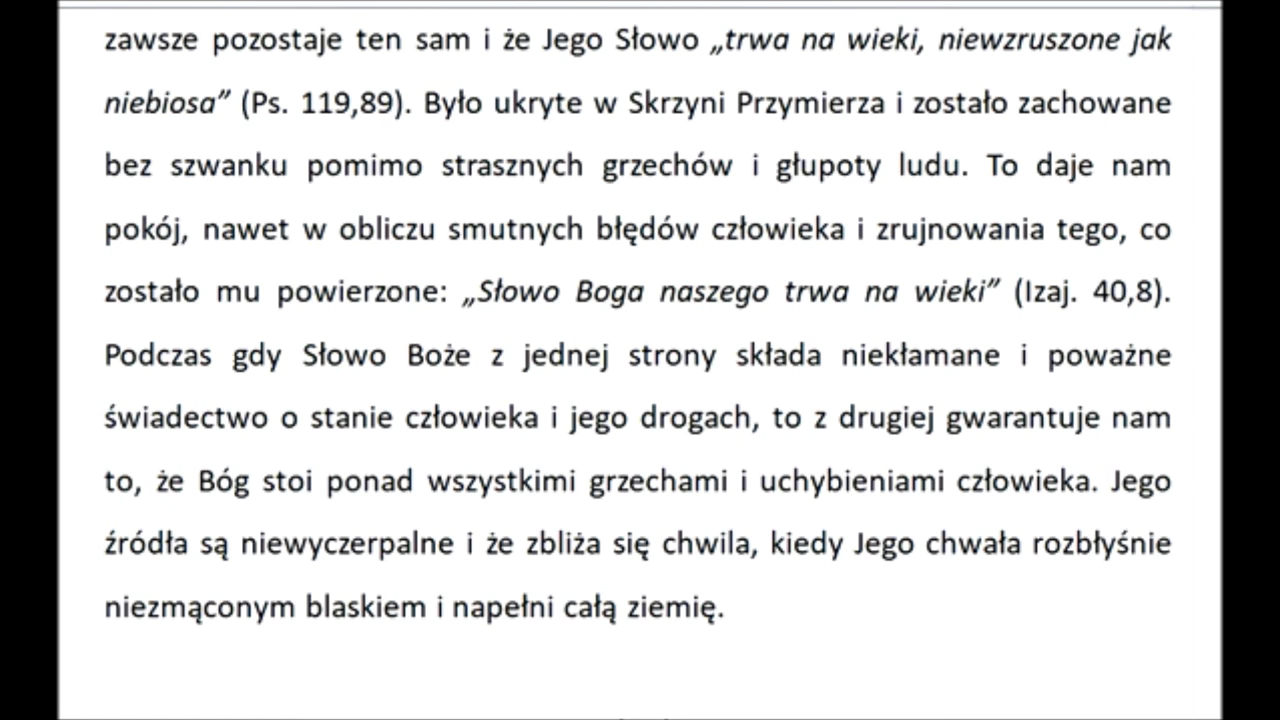 zawsze pozostaje ten sam i że Jego Słowo „trwa na wieki, niewzruszone jak
niebiosa” (Ps. 119,89). Było ukryte w Skrzyni Przymierza i zostało zachowane
bez szwanku pomimo strasznych grzechów i głupoty ludu. To daje nam
pokój, nawet w obliczu smutnych błędów człowieka i zrujnowania tego, co
zostało mu powierzone: „Słowo Boga naszego trwa na wieki” (Izaj. 40,8).
Podczas gdy Słowo Boże z jednej strony składa niekłamane i poważne
świadectwo o stanie człowieka i jego drogach, to z drugiej gwarantuje nam
to, że Bóg stoi ponad wszystkimi grzechami i uchybieniami człowieka. Jego
źródła są niewyczerpalne i że zbliża się chwila, kiedy Jego chwała rozbłyśnie
niezmąconym blaskiem i napełni całą ziemię.